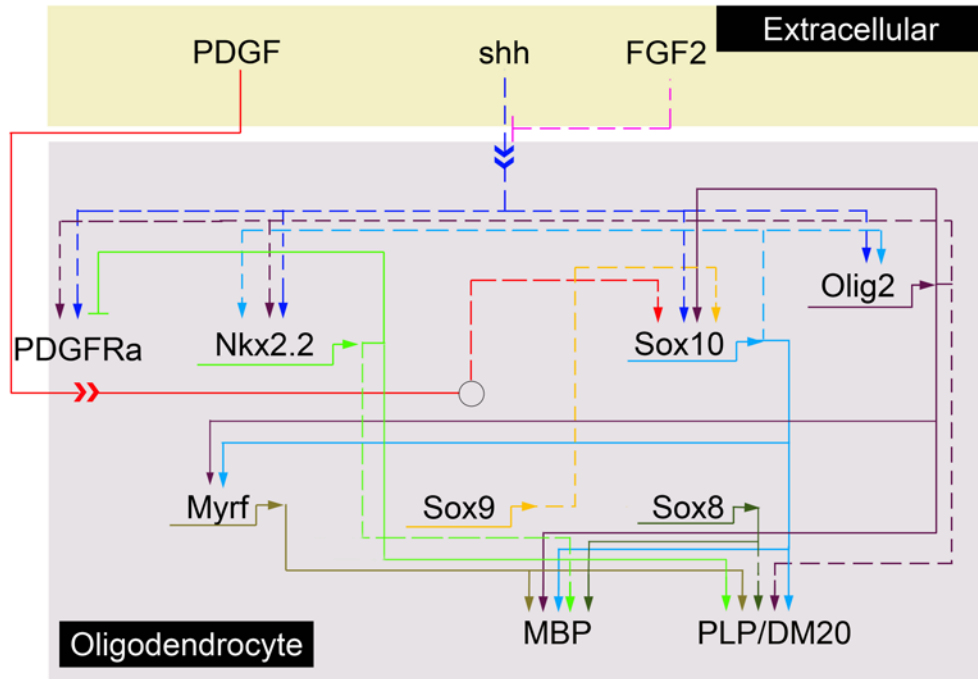 Extracellular
PDGF shh FGF2
Olig2
PDGFRa Nkx2.2 Sox10
Myrf Sox9 Sox8
MBP PLP/DM20
Oligodendrocyte